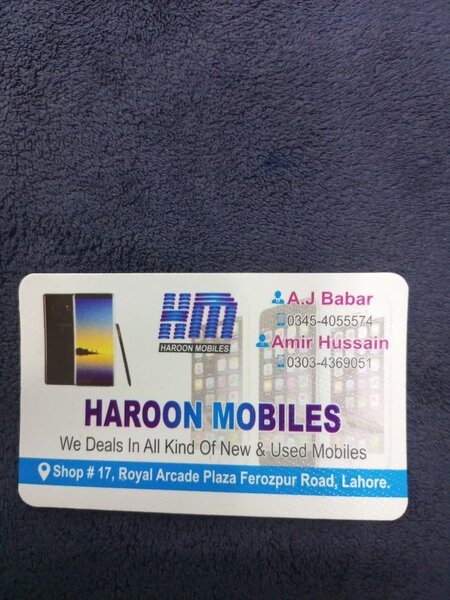 HM
HAROON MOBILES
A.J Babar
0345-4055574
Amir Hussain
0303-4369051
HAROON MOBILES
We Deals In All Kind Of New & Used Mobiles
Shop # 17, Royal Arcade Plaza Ferozpur Road, Lahore.